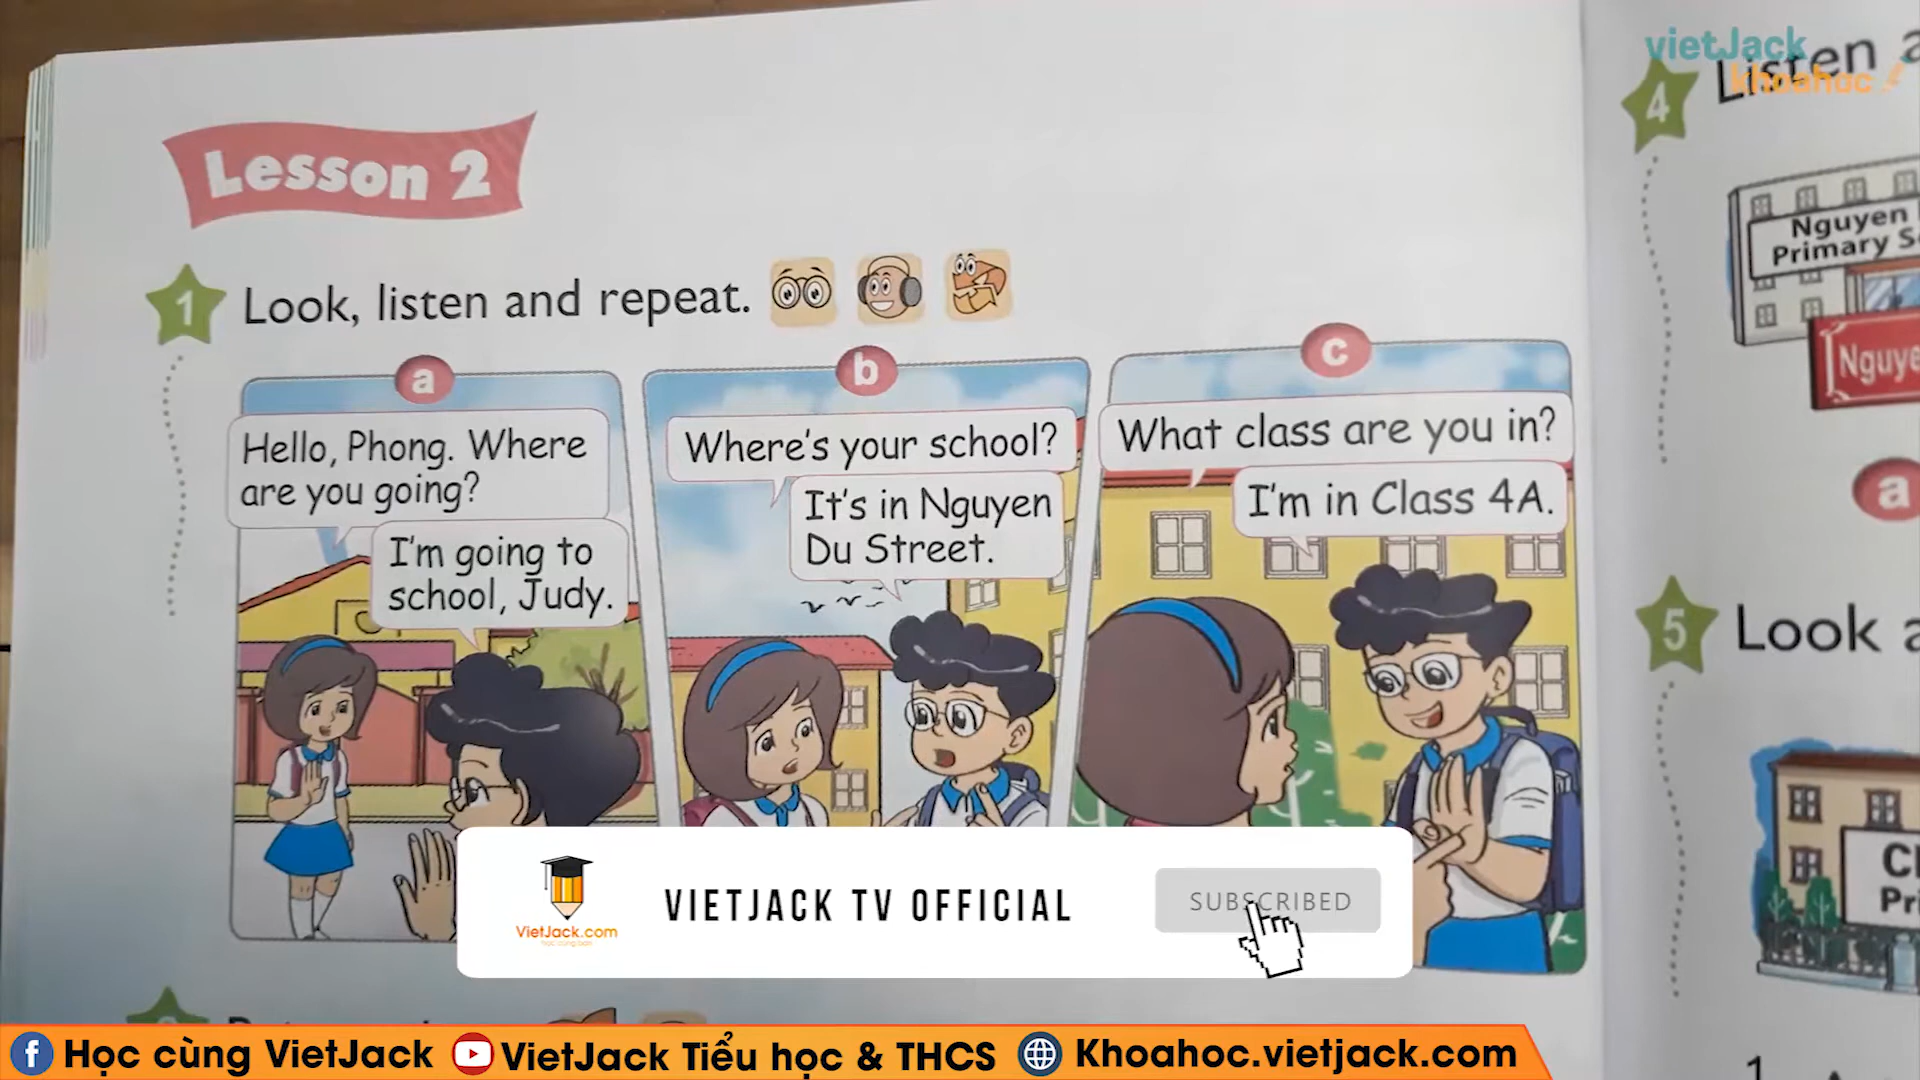 vietJack
khoahoc
Lesson 2
1 Look, listen and repeat.
a
Hello, Phong. Where
are you going?
I'm going to
school, Judy.
b
Where's your school?
It's in Nguyen
Du Street.
c
What class are you in?
I'm in Class 4A.
4 Listen a
Nguyen
Primary S
Nguye
a
5 Look a
Pri
1
VIETJACK TV OFFICIAL
SUBSCRIBED
VietJack.com
Học cùng VietJack
VietJack Tiểu học & THCS
Khoahoc.vietjack.com